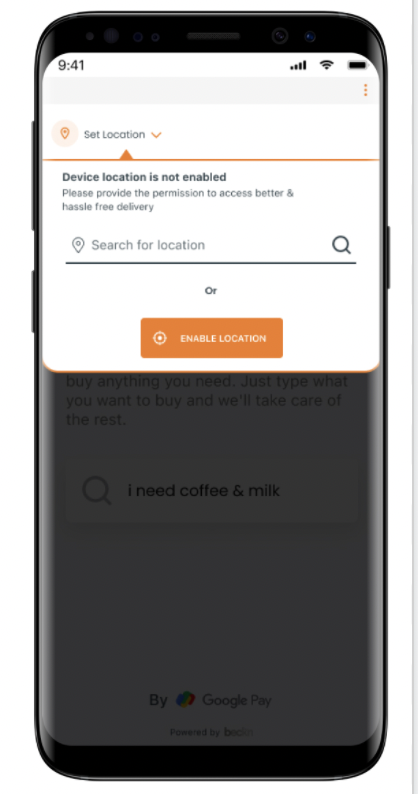 9:41
Set Location
Device location is not enabled
Please provide the permission to access better &
hassle free delivery
Search for location
Or
ENABLE LOCATION
buy anything you need. Just type what
you want to buy and we'll take care of
the rest.
i need coffee & milk
By Google Pay
Powered by beckn